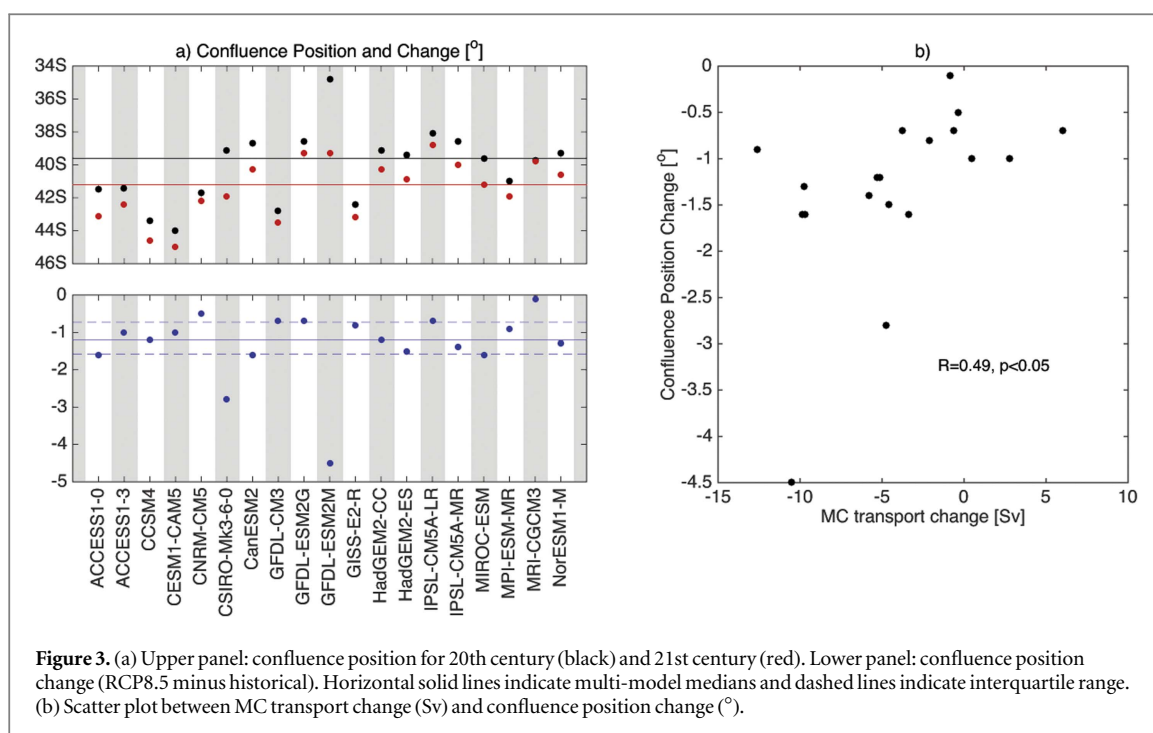 a) Confluence Position and Change [°]
34S
36S
38S
40S
42S
44S
46S
0
-1
-2
-3
-4
-5
ACCESS1-0
ACCESS1-3
CCSM4
CESM1-CAM5
CNRM-CM5
CSIRO-Mk3-6-0
CanESM2
GFDL-CM3
GFDL-ESM2G
GFDL-ESM2M
GISS-E2-R
HadGEM2-CC
HadGEM2-ES
IPSL-CM5A-LR
IPSL-CM5A-MR
MIROC-ESM
MPI-ESM-MR
MRI-CGCM3
NorESM1-M
b)
Confluence Position Change [°]
0
-0.5
-1
-1.5
-2
-2.5
-3
-3.5
-4
-4.5
R=0.49, p<0.05
-15
-10
-5
0
5
10
MC transport change [Sv]
Figure 3. (a) Upper panel: confluence position for 20th century (black) and 21st century (red). Lower panel: confluence position
change (RCP8.5 minus historical). Horizontal solid lines indicate multi-model medians and dashed lines indicate interquartile range.
(b) Scatter plot between MC transport change (Sv) and confluence position change (°).